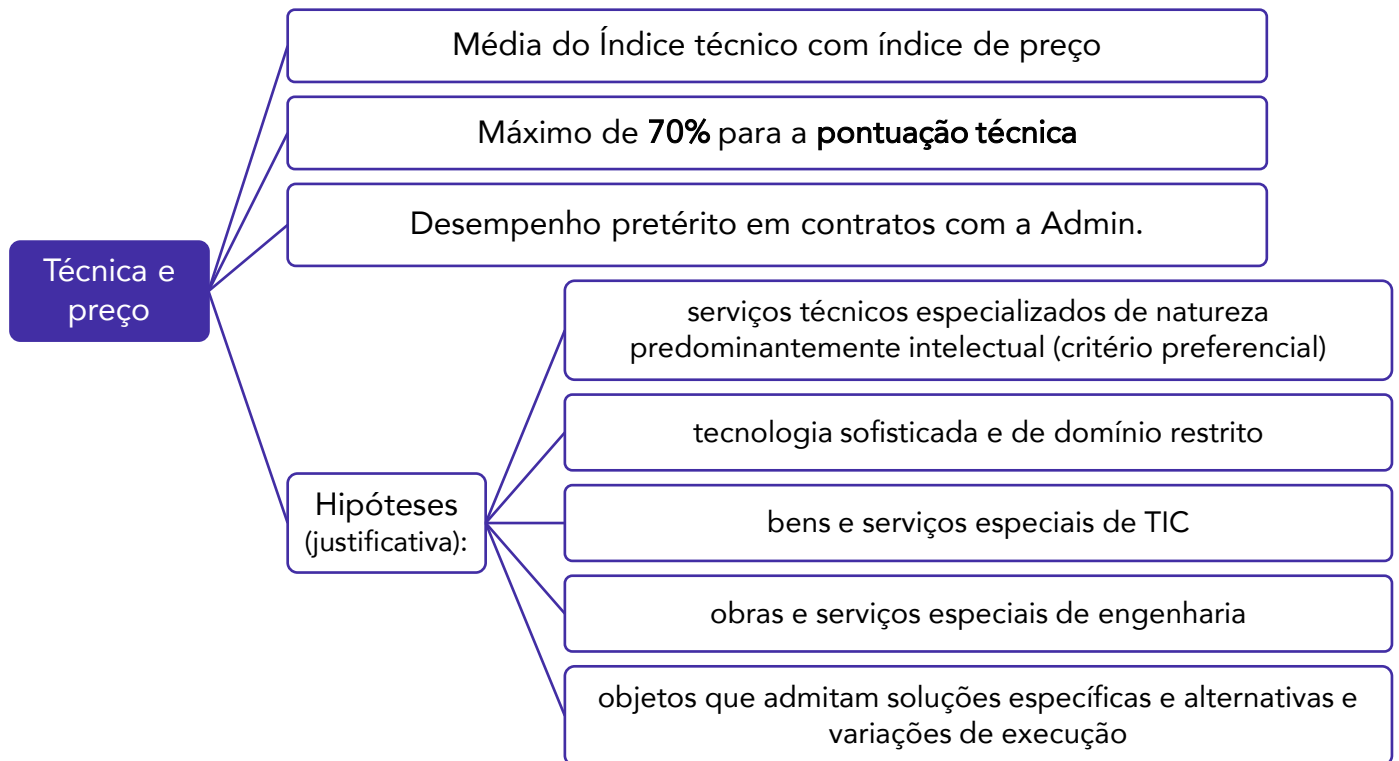 Média do Índice técnico com índice de preço
Máximo de 70% para a pontuação técnica
Desempenho pretérito em contratos com a Admin.
Técnica e
preço
Hipóteses
(justificativa):
serviços técnicos especializados de natureza
predominantemente intelectual (critério preferencial)
tecnologia sofisticada e de domínio restrito
bens e serviços especiais de TIC
obras e serviços especiais de engenharia
objetos que admitam soluções específicas e alternativas e
variações de execução